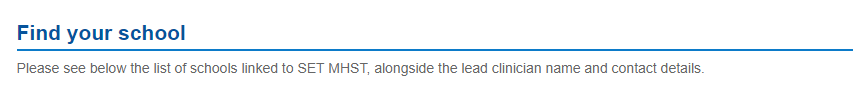 Find your school
Please see below the list of schools linked to SET MHST, alongside the lead clinician name and contact details.